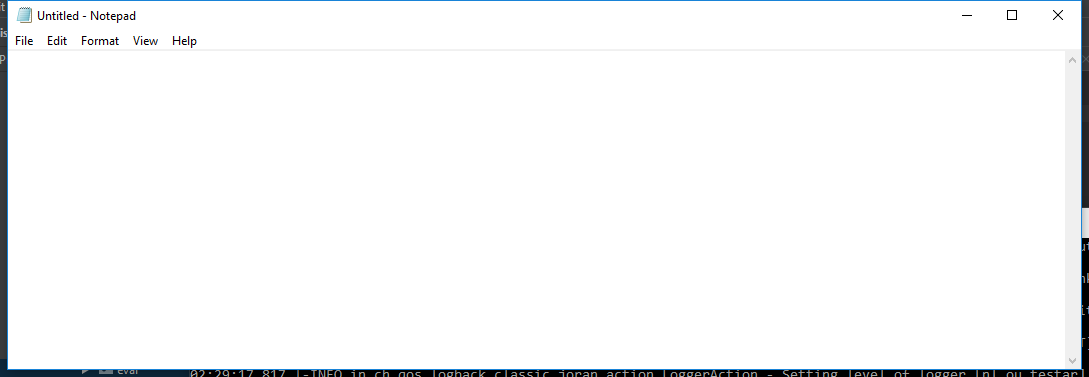 Untitled - Notepad
File Edit Format View Help
eval
02:29:17,817 |-INFO in ch.qos.logback.classic.joran.action.LoggerAction - Setting level of logger [nl.ou.testar